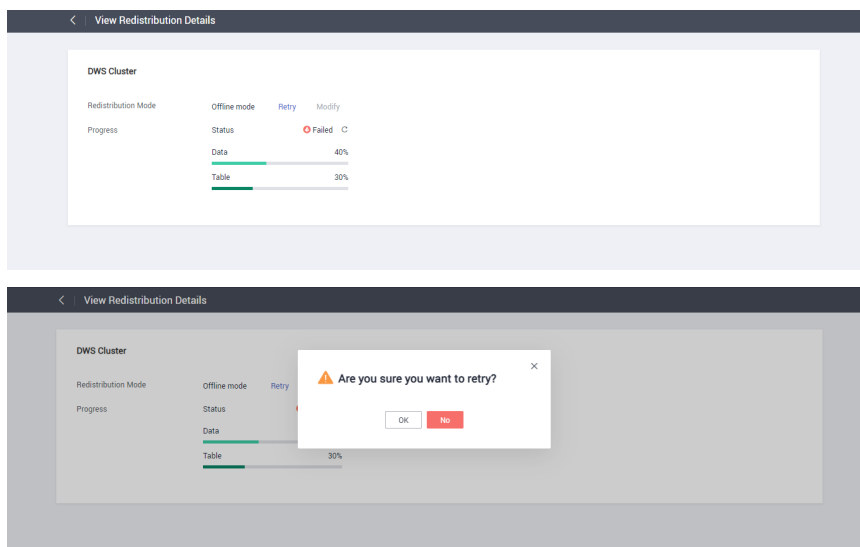 View Redistribution Details
DWS Cluster
Redistribution Mode Offline mode Retry Modify
Progress Status Failed
Data 40%
Table 30%
View Redistribution Details
DWS Cluster
Are you sure you want to retry?
Redistribution Mode Offline mode Retry
Progress Status
OK No
Data
Table 30%